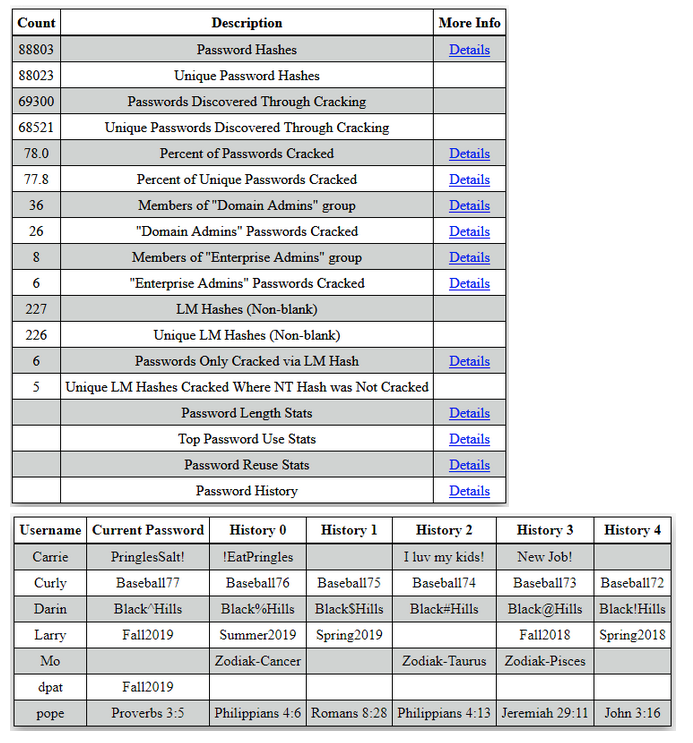 Count Description More Info
88803 Password Hashes Details
88023 Unique Password Hashes
69300 Passwords Discovered Through Cracking
68521 Unique Passwords Discovered Through Cracking
78.0 Percent of Passwords Cracked Details
77.8 Percent of Unique Passwords Cracked Details
36 Members of "Domain Admins" group Details
26 "Domain Admins" Passwords Cracked Details
8 Members of "Enterprise Admins" group Details
6 "Enterprise Admins" Passwords Cracked Details
227 LM Hashes (Non-blank)
226 Unique LM Hashes (Non-blank)
6 Passwords Only Cracked via LM Hash Details
5 Unique LM Hashes Cracked Where NT Hash was Not Cracked
Password Length Stats Details
Top Password Use Stats Details
Password Reuse Stats Details
Password History Details
Username Current Password History 0 History 1 History 2 History 3 History 4
Carrie PringlesSalt! !EatPringles I luv my kids! New Job!
Curly Baseball77 Baseball76 Baseball75 Baseball74 Baseball73 Baseball72
Darin Black^Hills Black%Hills Black$Hills Black#Hills Black@Hills Black!Hills
Larry Fall2019 Summer2019 Spring2019 Fall2018 Spring2018
Mo Zodiak-Cancer Zodiak-Taurus Zodiak-Pisces
dpat Fall2019
pope Proverbs 3:5 Philippians 4:6 Romans 8:28 Philippians 4:13 Jeremiah 29:11 John 3:16